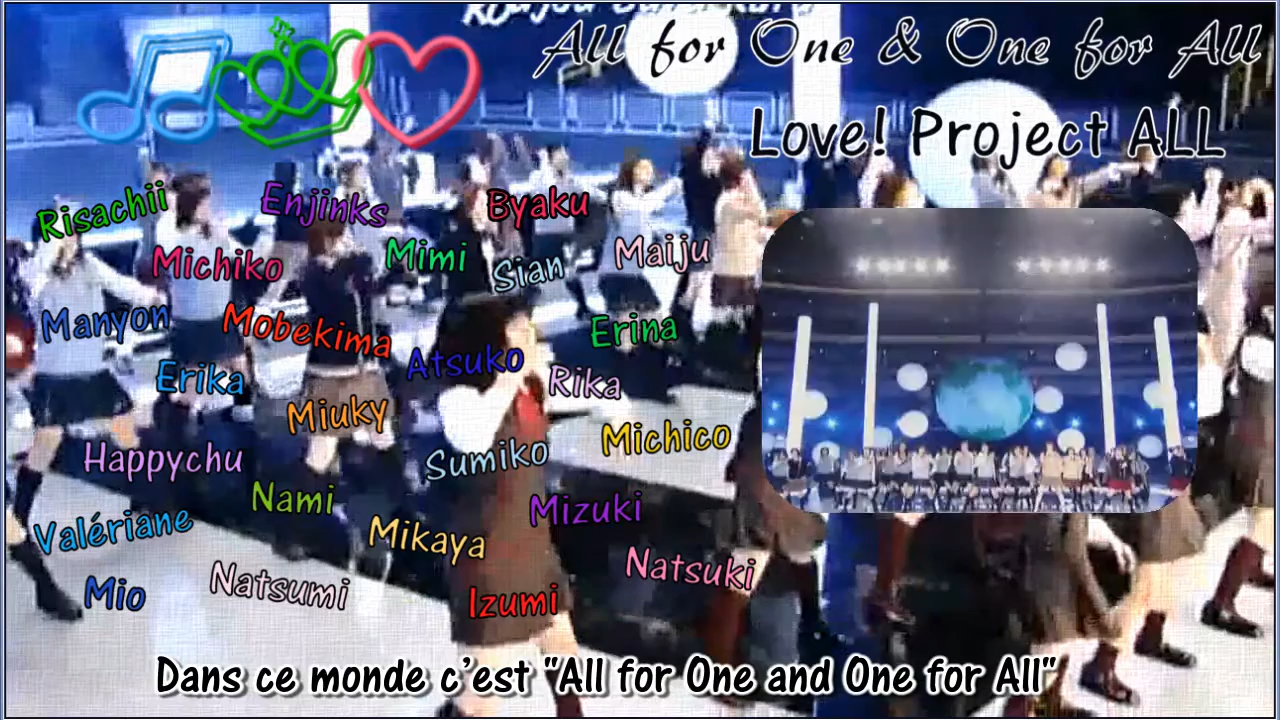 All for One & One for All
Love! Project ALL
Risachii
Enjinks
Byaku
Michiko
Mimi
Sian
Maiju
Manyon
Mobekima
Atsuko
Erina
Erika
Rika
Miuky
Happychu
Sumiko
Michico
Nami
Mizuki
Valériane
Mikaya
Natsuki
Mio
Natsumi
Izumi
Dans ce monde c'est "All for One and One for All"